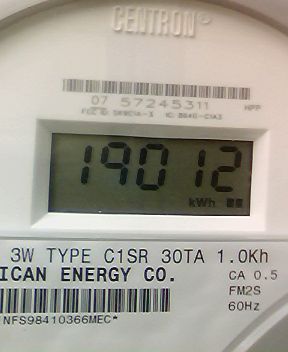 CENTRON®
07 57245311 HPP
19012
kWh
3W TYPE C1SR 30TA 1.0Kh
ICAN ENERGY CO. CA 0.5
FM2S
NFS98410366MEC* 60Hz